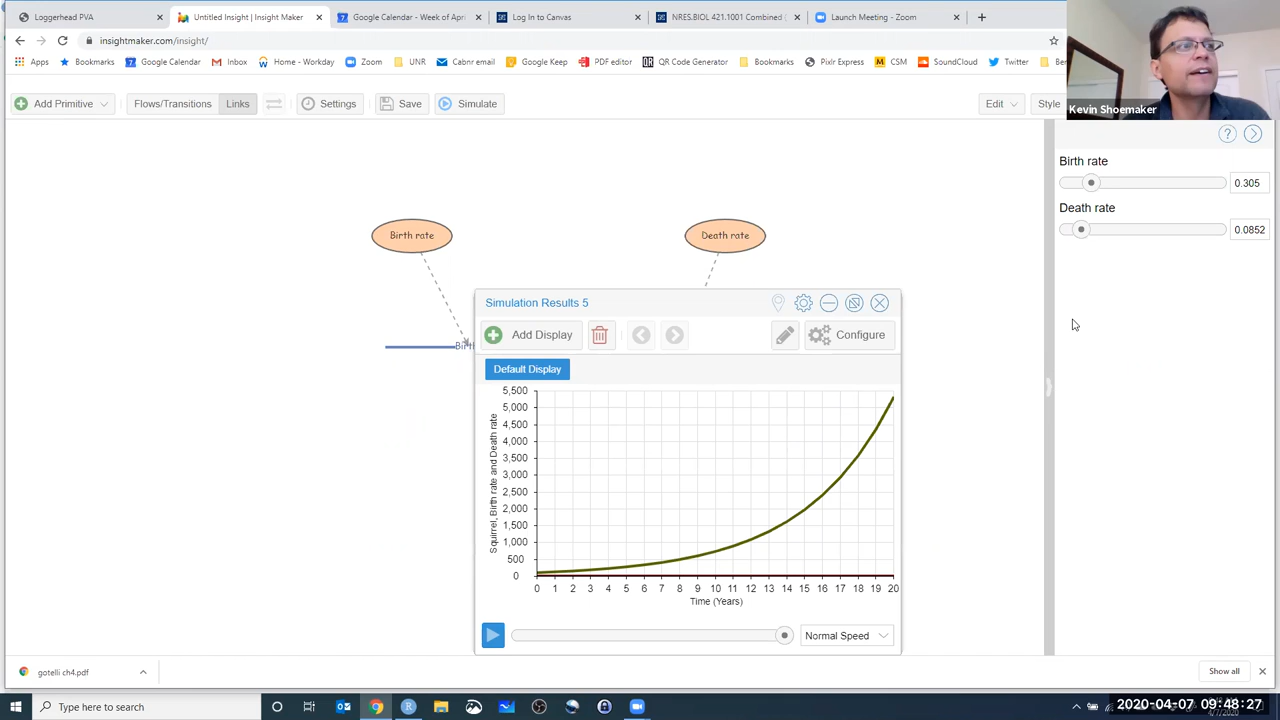 Loggerhead PVA
Untitled Insight | Insight Maker
Google Calendar - Week of Apri
Log In to Canvas
NRES.BIOL 421.1001 Combined (
Launch Meeting - Zoom
insightmaker.com/insight/
Apps
Bookmarks
Google Calendar
Inbox
Home - Workday
Zoom
UNR
Cabnr email
Google Keep
PDF editor
QR Code Generator
Bookmarks
Pixlr Express
CSM
SoundCloud
Twitter
Ber
Kevin Shoemaker
Add Primitive
Flows/Transitions
Links
Settings
Save
Simulate
Edit
Style
Birth rate
0.305
Death rate
0.0852
Birth rate
Death rate
Birth
Simulation Results 5
Add Display
Configure
Default Display
Squirrel, Birth rate and Death rate
5,500
5,000
4,500
4,000
3,500
3,000
2,500
2,000
1,500
1,000
500
0
0 1 2 3 4 5 6 7 8 9 10 11 12 13 14 15 16 17 18 19 20
Time (Years)
Normal Speed
gotelli ch4.pdf
Show all
Type here to search
2020-04-07 09:48:27